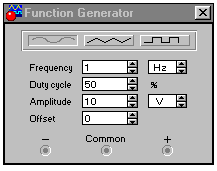 Function Generator
Frequency 1 Hz
Duty cycle 50 %
Amplitude 10 V
Offset 0
− Common +